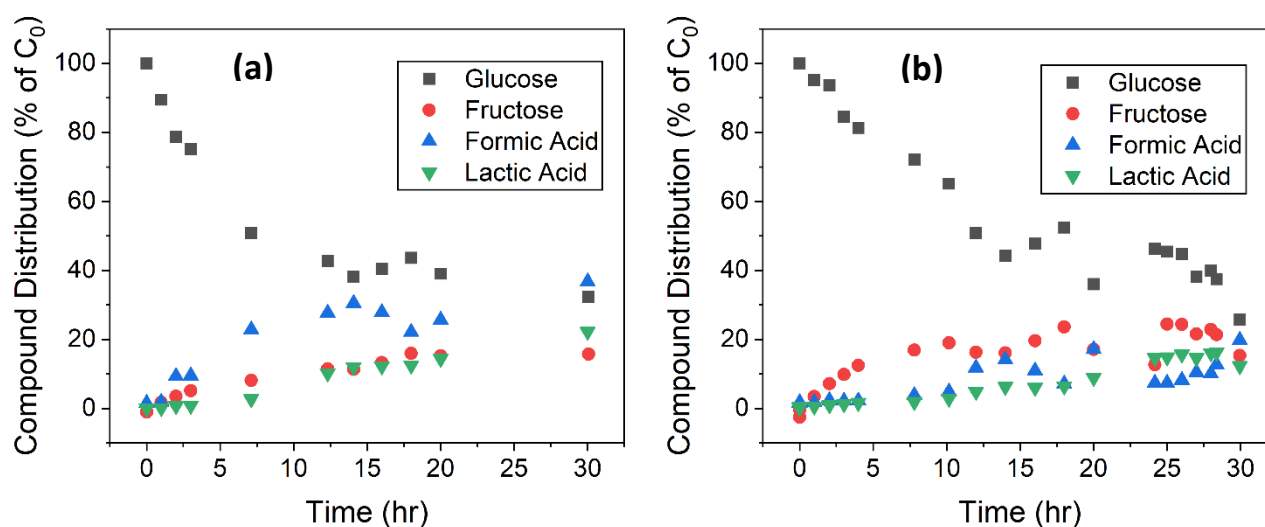 (a)
Compound Distribution (% of C₀)
100
80
60
40
20
0
Glucose
Fructose
Formic Acid
Lactic Acid
0 5 10 15 20 25 30
Time (hr)
(b)
Compound Distribution (% of C₀)
100
80
60
40
20
0
Glucose
Fructose
Formic Acid
Lactic Acid
0 5 10 15 20 25 30
Time (hr)